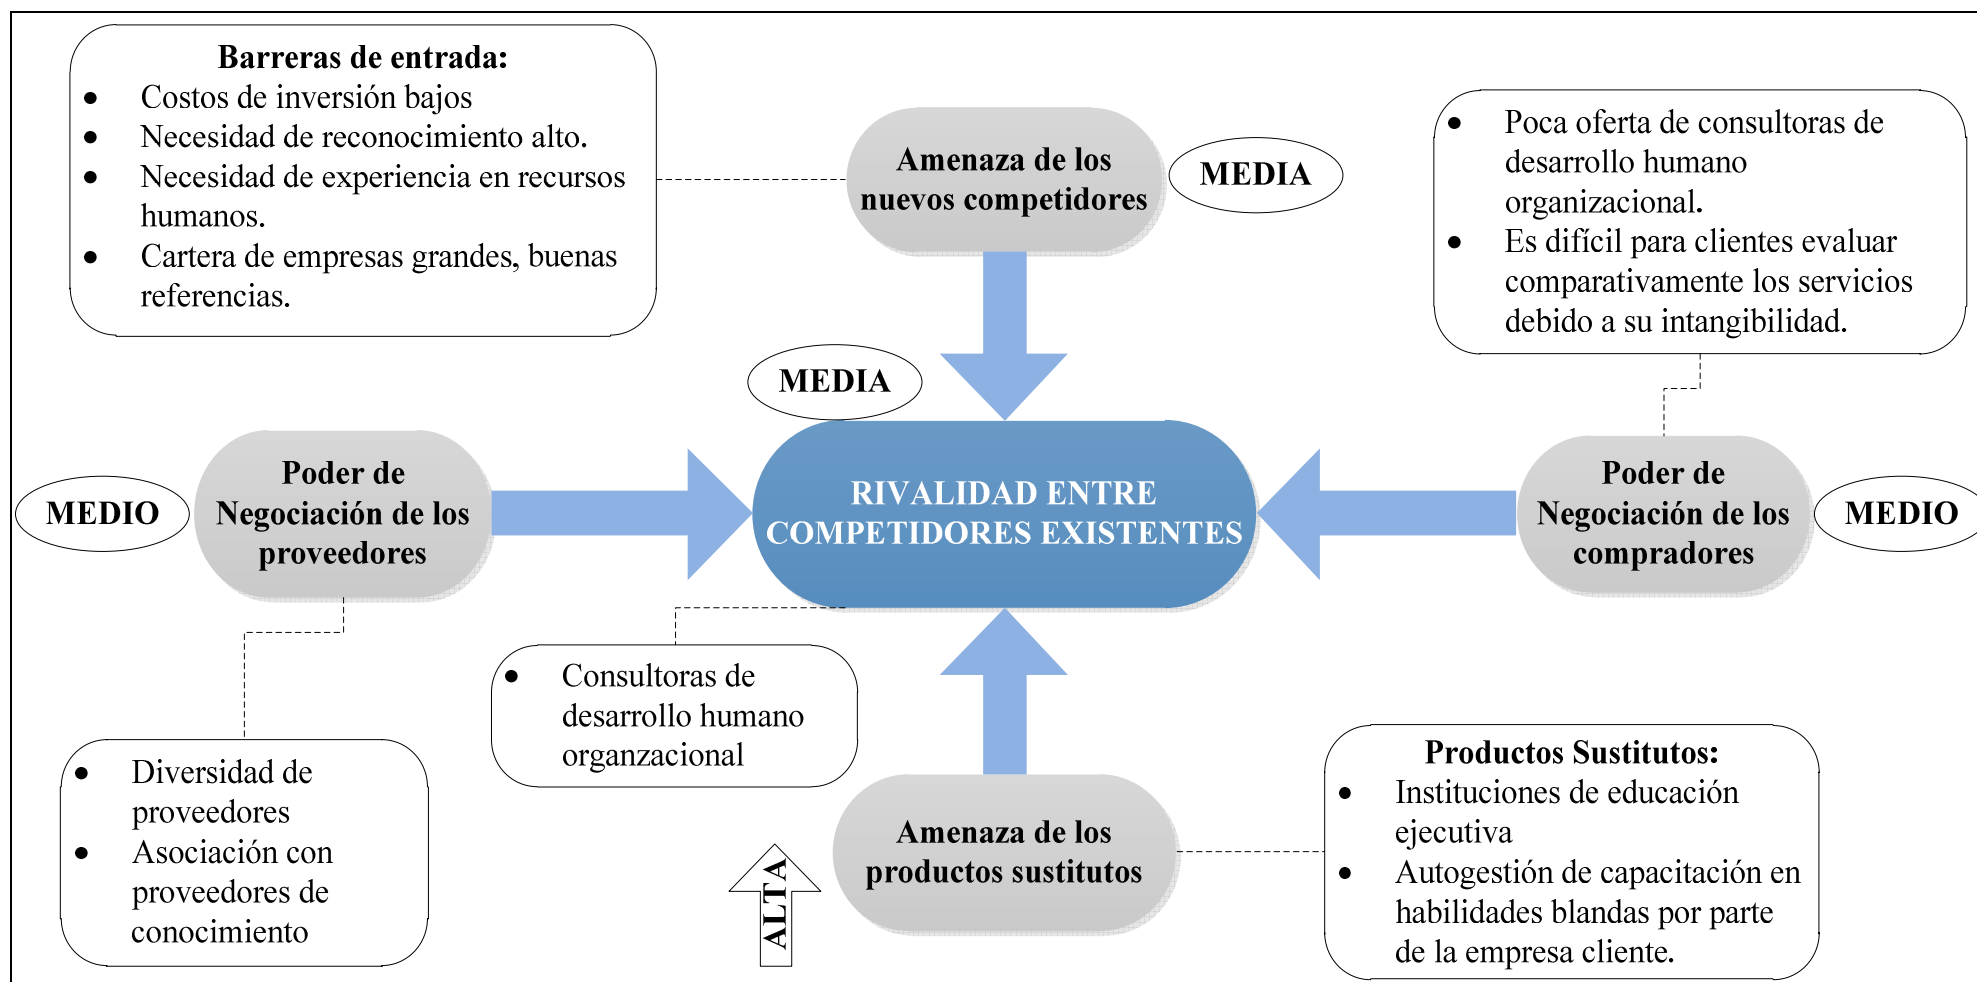 Barreras de entrada:
• Costos de inversión bajos
• Necesidad de reconocimiento alto.
• Necesidad de experiencia en recursos
humanos.
• Cartera de empresas grandes, buenas
referencias.
Amenaza de los
nuevos competidores
MEDIA
• Poca oferta de consultoras de
desarrollo humano
organizacional.
• Es difícil para clientes evaluar
comparativamente los servicios
debido a su intangibilidad.
MEDIA
MEDIO
Poder de
Negociación de los
proveedores
RIVALIDAD ENTRE
COMPETIDORES EXISTENTES
Poder de
Negociación de los
compradores
MEDIO
• Consultoras de
desarrollo humano
organzacional
• Diversidad de
proveedores
• Asociación con
proveedores de
conocimiento
ALTA
Amenaza de los
productos sustitutos
Productos Sustitutos:
• Instituciones de educación
ejecutiva
• Autogestión de capacitación en
habilidades blandas por parte
de la empresa cliente.